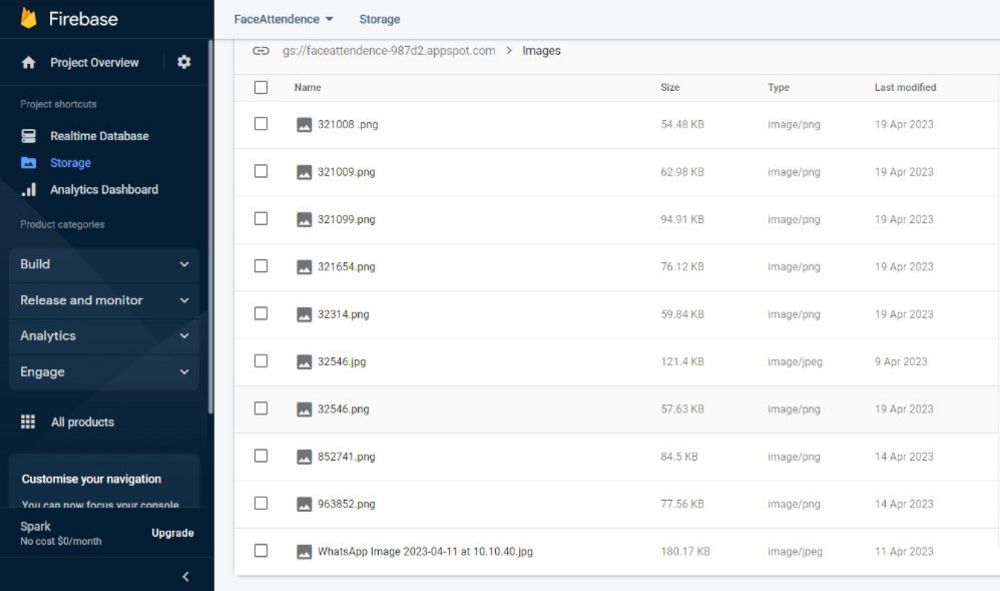 Firebase
FaceAttendence Storage
Project Overview
gs://faceattendence-987d2.appspot.com > Images
Project shortcuts
Realtime Database
Storage
Analytics Dashboard
Product categories
Build
Release and monitor
Analytics
Engage
All products
Customise your navigation
You can now focus your console
Spark
No cost $0/month
Upgrade
Name Size Type Last modified
321008 .png 54.48 KB image/png 19 Apr 2023
321009.png 62.98 KB image/png 19 Apr 2023
321099.png 94.91 KB image/png 19 Apr 2023
321654.png 76.12 KB image/png 19 Apr 2023
32314.png 59.84 KB image/png 19 Apr 2023
32546.jpg 121.4 KB image/jpeg 9 Apr 2023
32546.png 57.63 KB image/png 19 Apr 2023
852741.png 84.5 KB image/png 14 Apr 2023
963852.png 77.56 KB image/png 14 Apr 2023
WhatsApp Image 2023-04-11 at 10.10.40.jpg 180.17 KB image/jpeg 11 Apr 2023